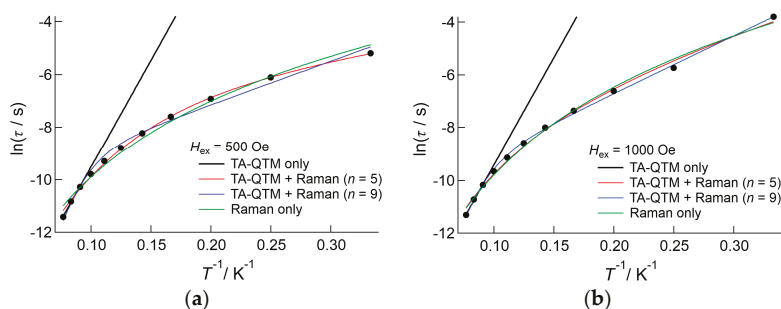 -4
-6
-8
-10
-12
ln(τ / s)
0.10 0.15 0.20 0.25 0.30
T⁻¹/ K⁻¹
Hex = 500 Oe
TA-QTM only
TA-QTM + Raman (n = 5)
TA-QTM + Raman (n = 9)
Raman only
(a)
-4
-6
-8
-10
-12
ln(τ / s)
0.10 0.15 0.20 0.25 0.30
T⁻¹/ K⁻¹
Hex = 1000 Oe
TA-QTM only
TA-QTM + Raman (n = 5)
TA-QTM + Raman (n = 9)
Raman only
(b)